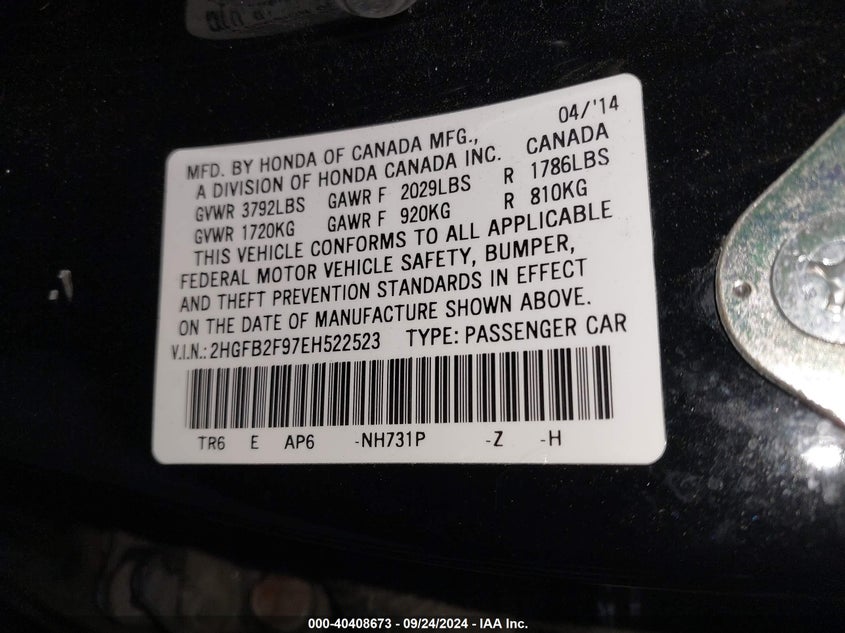 04/'14
MFD. BY HONDA OF CANADA MFG.,
A DIVISION OF HONDA CANADA INC. CANADA
GVWR 3792LBS GAWR F 2029LBS R 1786LBS
GVWR 1720KG GAWR F 920KG R 810KG
THIS VEHICLE CONFORMS TO ALL APPLICABLE
FEDERAL MOTOR VEHICLE SAFETY, BUMPER,
AND THEFT PREVENTION STANDARDS IN EFFECT
ON THE DATE OF MANUFACTURE SHOWN ABOVE.
V.I.N.:2HGFB2F97EH522523 TYPE: PASSENGER CAR
TR6 E AP6 -NH731P -Z -H
000-40408673 - 09/24/2024 - IAA Inc.